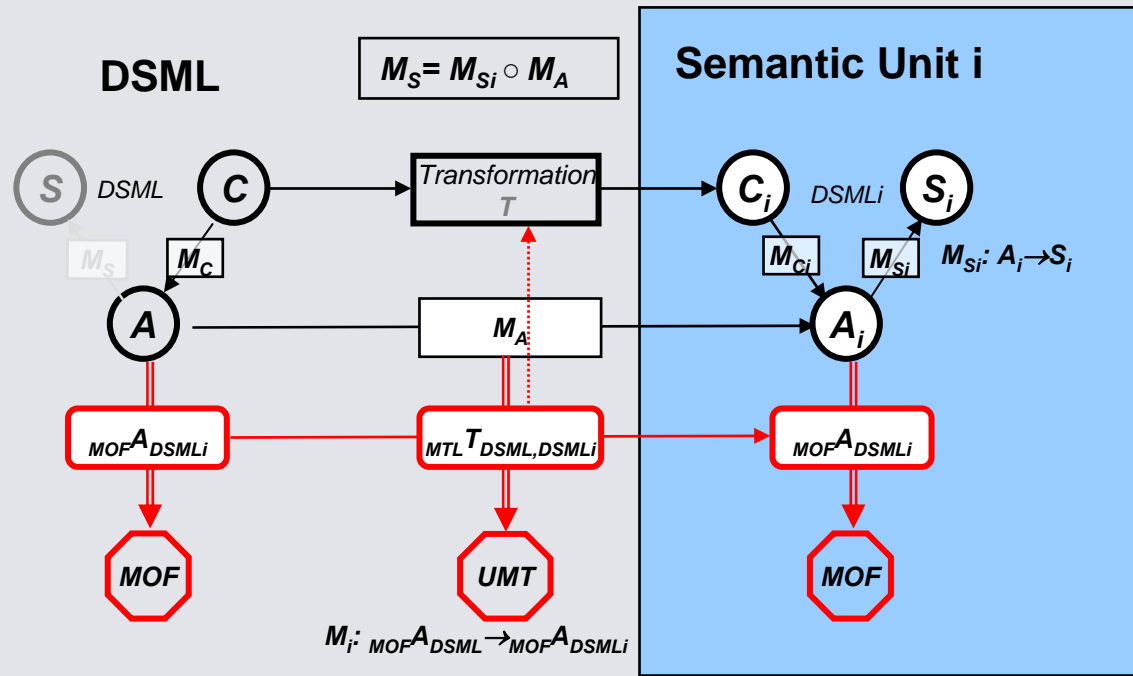 DSML
M_S = M_Si ○ M_A
Semantic Unit i
S
DSML
C
Transformation
T
C_i
DSMLi
S_i
M_S
M_C
M_Ci
M_Si
M_Si: A_i→S_i
A
M_A
A_i
MOF A_DSMLi
MTL T_DSML,DSMLi
MOF A_DSMLi
MOF
UMT
MOF
M_i: MOF A_DSML→MOF A_DSMLi